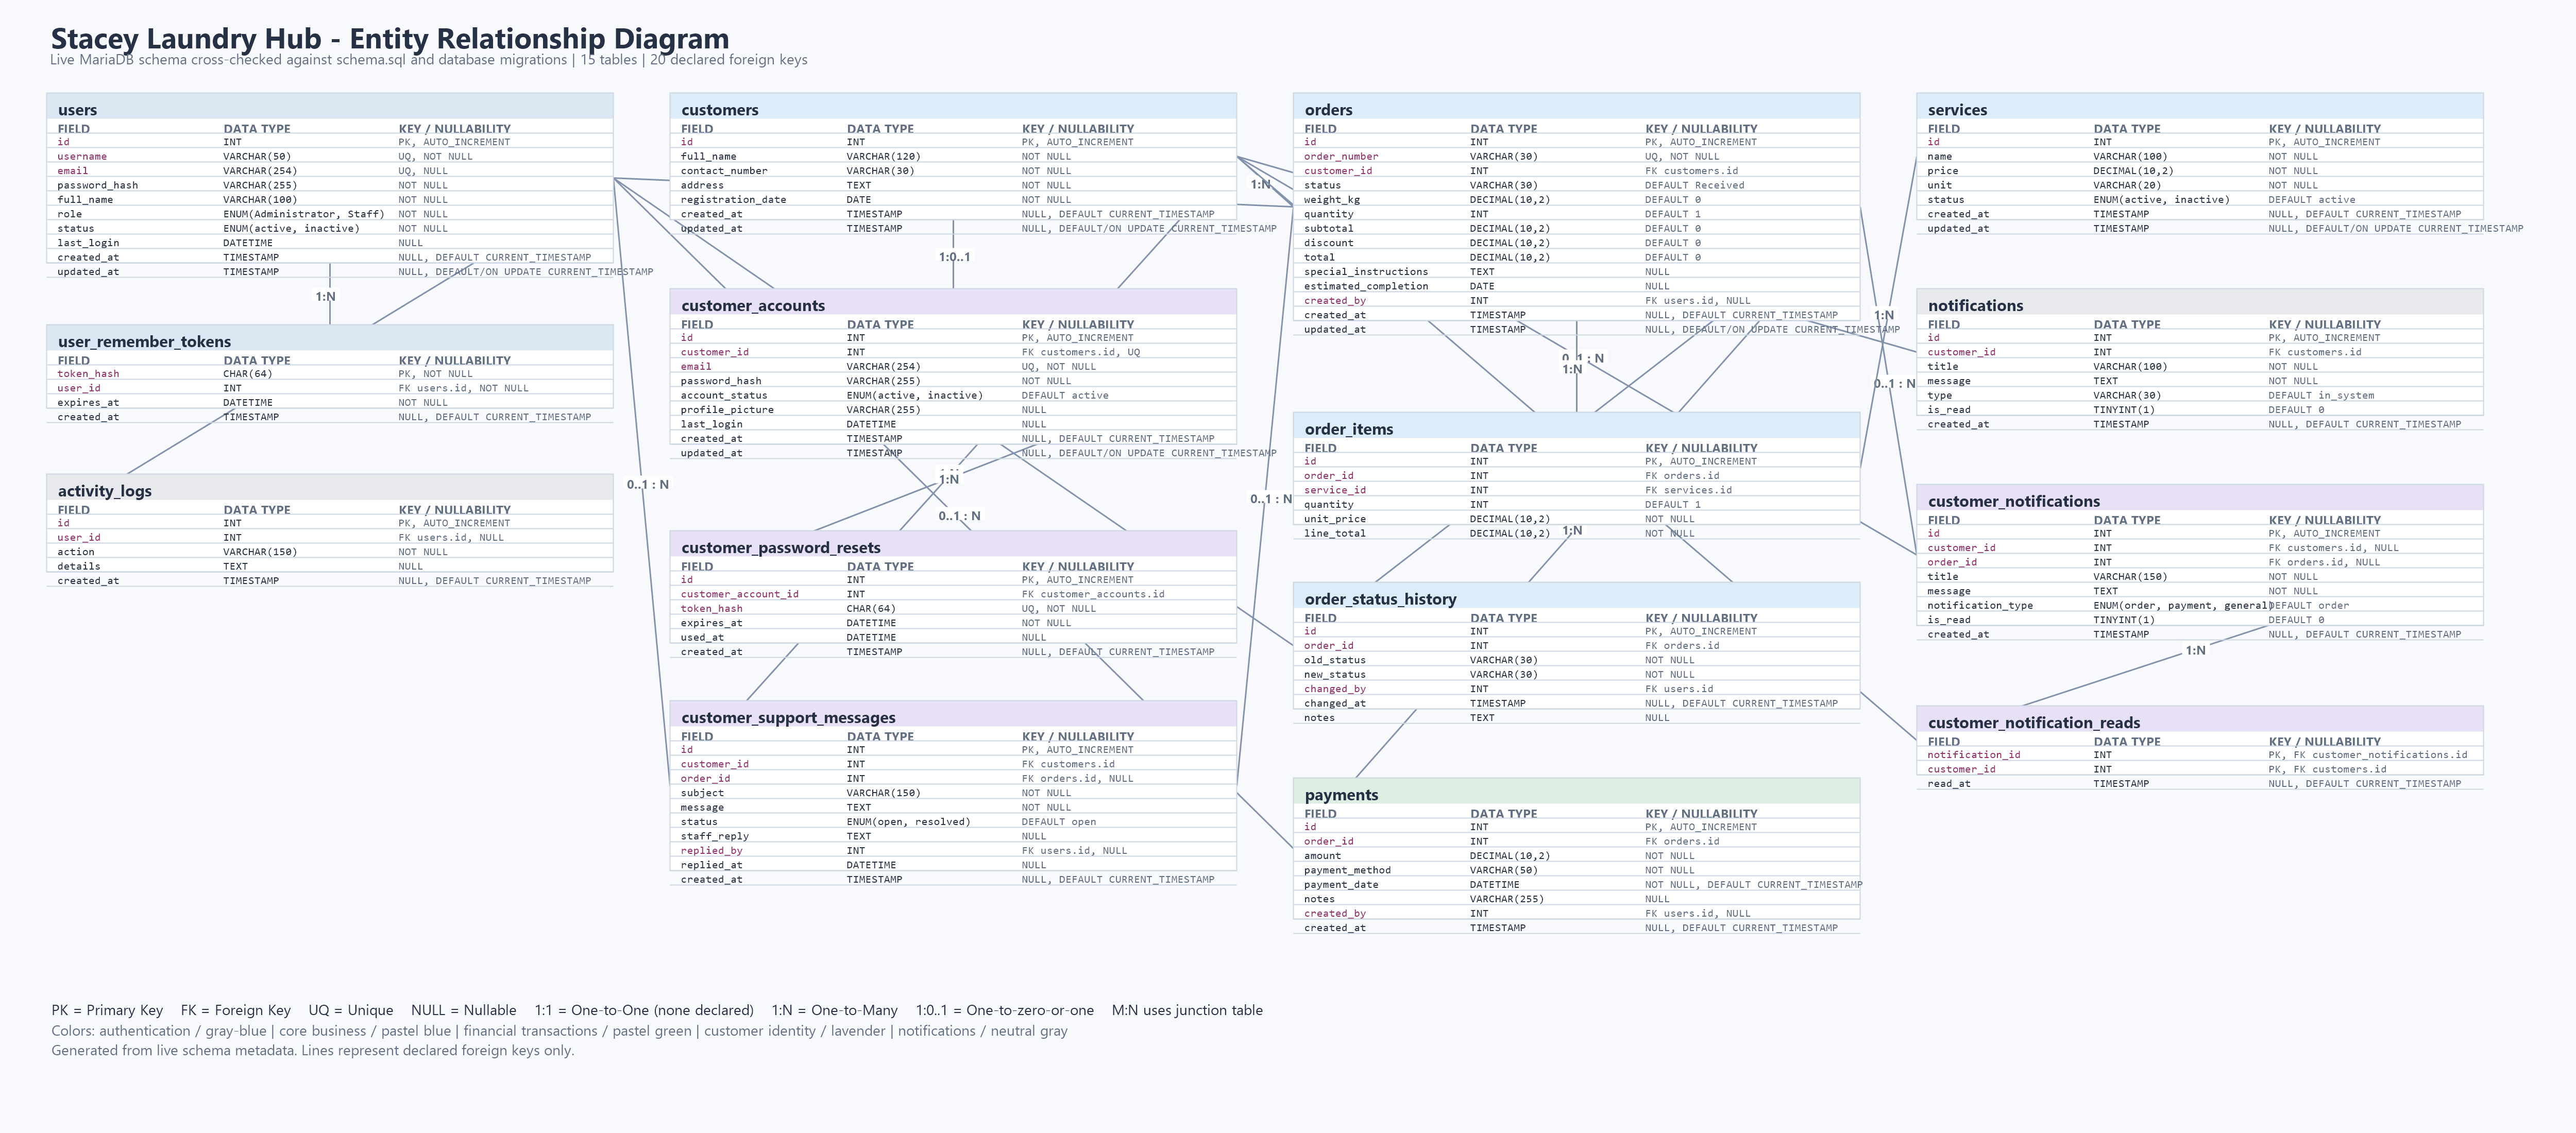 Stacey Laundry Hub - Entity Relationship Diagram
Live MariaDB schema cross-checked against schema.sql and database migrations | 15 tables | 20 declared foreign keys
users
FIELD DATA TYPE KEY / NULLABILITY
id INT PK, AUTO_INCREMENT
username VARCHAR(50) UQ, NOT NULL
email VARCHAR(254) UQ, NULL
password_hash VARCHAR(255) NOT NULL
full_name VARCHAR(100) NOT NULL
role ENUM(Administrator, Staff) NOT NULL
status ENUM(active, inactive) NOT NULL
last_login DATETIME NULL
created_at TIMESTAMP NULL, DEFAULT CURRENT_TIMESTAMP
updated_at TIMESTAMP NULL, DEFAULT/ON UPDATE CURRENT_TIMESTAMP
1:N
user_remember_tokens
FIELD DATA TYPE KEY / NULLABILITY
token_hash CHAR(64) PK, NOT NULL
user_id INT FK users.id, NOT NULL
expires_at DATETIME NOT NULL
created_at TIMESTAMP NULL, DEFAULT CURRENT_TIMESTAMP
activity_logs
FIELD DATA TYPE KEY / NULLABILITY
id INT PK, AUTO_INCREMENT
user_id INT FK users.id, NULL
action VARCHAR(150) NOT NULL
details TEXT NULL
created_at TIMESTAMP NULL, DEFAULT CURRENT_TIMESTAMP
0..1 : N
customers
FIELD DATA TYPE KEY / NULLABILITY
id INT PK, AUTO_INCREMENT
full_name VARCHAR(120) NOT NULL
contact_number VARCHAR(30) NOT NULL
address TEXT NOT NULL
registration_date DATE NOT NULL
created_at TIMESTAMP NULL, DEFAULT CURRENT_TIMESTAMP
updated_at TIMESTAMP NULL, DEFAULT/ON UPDATE CURRENT_TIMESTAMP
1:0..1
customer_accounts
FIELD DATA TYPE KEY / NULLABILITY
id INT PK, AUTO_INCREMENT
customer_id INT FK customers.id, UQ
email VARCHAR(254) UQ, NOT NULL
password_hash VARCHAR(255) NOT NULL
account_status ENUM(active, inactive) DEFAULT active
profile_picture VARCHAR(255) NULL
last_login DATETIME NULL
created_at TIMESTAMP NULL, DEFAULT CURRENT_TIMESTAMP
updated_at TIMESTAMP NULL, DEFAULT/ON UPDATE CURRENT_TIMESTAMP
1:N
0..1 : N
customer_password_resets
FIELD DATA TYPE KEY / NULLABILITY
id INT PK, AUTO_INCREMENT
customer_account_id INT FK customer_accounts.id
token_hash CHAR(64) UQ, NOT NULL
expires_at DATETIME NOT NULL
used_at DATETIME NULL
created_at TIMESTAMP NULL, DEFAULT CURRENT_TIMESTAMP
customer_support_messages
FIELD DATA TYPE KEY / NULLABILITY
id INT PK, AUTO_INCREMENT
customer_id INT FK customers.id
order_id INT FK orders.id, NULL
subject VARCHAR(150) NOT NULL
message TEXT NOT NULL
status ENUM(open, resolved) DEFAULT open
staff_reply TEXT NULL
replied_by INT FK users.id, NULL
replied_at DATETIME NULL
created_at TIMESTAMP NULL, DEFAULT CURRENT_TIMESTAMP
1:N
0..1 : N
orders
FIELD DATA TYPE KEY / NULLABILITY
id INT PK, AUTO_INCREMENT
order_number VARCHAR(30) UQ, NOT NULL
customer_id INT FK customers.id
status VARCHAR(30) DEFAULT Received
weight_kg DECIMAL(10,2) DEFAULT 0
quantity INT DEFAULT 1
subtotal DECIMAL(10,2) DEFAULT 0
discount DECIMAL(10,2) DEFAULT 0
total DECIMAL(10,2) DEFAULT 0
special_instructions TEXT NULL
estimated_completion DATE NULL
created_by INT FK users.id, NULL
created_at TIMESTAMP NULL, DEFAULT CURRENT_TIMESTAMP
updated_at TIMESTAMP NULL, DEFAULT/ON UPDATE CURRENT_TIMESTAMP
0..1 : N
1:N
order_items
FIELD DATA TYPE KEY / NULLABILITY
id INT PK, AUTO_INCREMENT
order_id INT FK orders.id
service_id INT FK services.id
quantity INT DEFAULT 1
unit_price DECIMAL(10,2) NOT NULL
line_total DECIMAL(10,2) NOT NULL
1:N
order_status_history
FIELD DATA TYPE KEY / NULLABILITY
id INT PK, AUTO_INCREMENT
order_id INT FK orders.id
old_status VARCHAR(30) NOT NULL
new_status VARCHAR(30) NOT NULL
changed_by INT FK users.id
changed_at TIMESTAMP NULL, DEFAULT CURRENT_TIMESTAMP
notes TEXT NULL
payments
FIELD DATA TYPE KEY / NULLABILITY
id INT PK, AUTO_INCREMENT
order_id INT FK orders.id
amount DECIMAL(10,2) NOT NULL
payment_method VARCHAR(50) NOT NULL
payment_date DATETIME NOT NULL, DEFAULT CURRENT_TIMESTAMP
notes VARCHAR(255) NULL
created_by INT FK users.id, NULL
created_at TIMESTAMP NULL, DEFAULT CURRENT_TIMESTAMP
1:N
0..1 : N
services
FIELD DATA TYPE KEY / NULLABILITY
id INT PK, AUTO_INCREMENT
name VARCHAR(100) NOT NULL
price DECIMAL(10,2) NOT NULL
unit VARCHAR(20) NOT NULL
status ENUM(active, inactive) DEFAULT active
created_at TIMESTAMP NULL, DEFAULT CURRENT_TIMESTAMP
updated_at TIMESTAMP NULL, DEFAULT/ON UPDATE CURRENT_TIMESTAMP
notifications
FIELD DATA TYPE KEY / NULLABILITY
id INT PK, AUTO_INCREMENT
customer_id INT FK customers.id
title VARCHAR(100) NOT NULL
message TEXT NOT NULL
type VARCHAR(30) DEFAULT in_system
is_read TINYINT(1) DEFAULT 0
created_at TIMESTAMP NULL, DEFAULT CURRENT_TIMESTAMP
customer_notifications
FIELD DATA TYPE KEY / NULLABILITY
id INT PK, AUTO_INCREMENT
customer_id INT FK customers.id, NULL
order_id INT FK orders.id, NULL
title VARCHAR(150) NOT NULL
message TEXT NOT NULL
notification_type ENUM(order, payment, general) DEFAULT order
is_read TINYINT(1) DEFAULT 0
created_at TIMESTAMP NULL, DEFAULT CURRENT_TIMESTAMP
1:N
customer_notification_reads
FIELD DATA TYPE KEY / NULLABILITY
notification_id INT PK, FK customer_notifications.id
customer_id INT PK, FK customers.id
read_at TIMESTAMP NULL, DEFAULT CURRENT_TIMESTAMP
PK = Primary Key FK = Foreign Key UQ = Unique NULL = Nullable 1:1 = One-to-One (none declared) 1:N = One-to-Many 1:0..1 = One-to-zero-or-one M:N uses junction table
Colors: authentication / gray-blue | core business / pastel blue | financial transactions / pastel green | customer identity / lavender | notifications / neutral gray
Generated from live schema metadata. Lines represent declared foreign keys only.